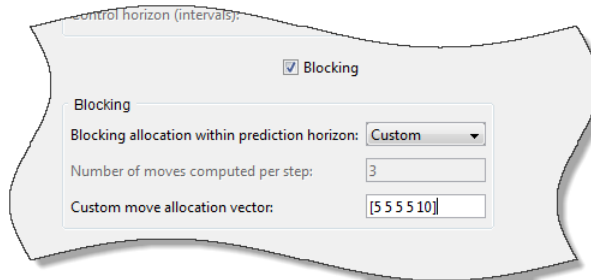 Control horizon (intervals):
Blocking
Blocking
Blocking allocation within prediction horizon: Custom
Number of moves computed per step: 3
Custom move allocation vector: [5 5 5 5 10]